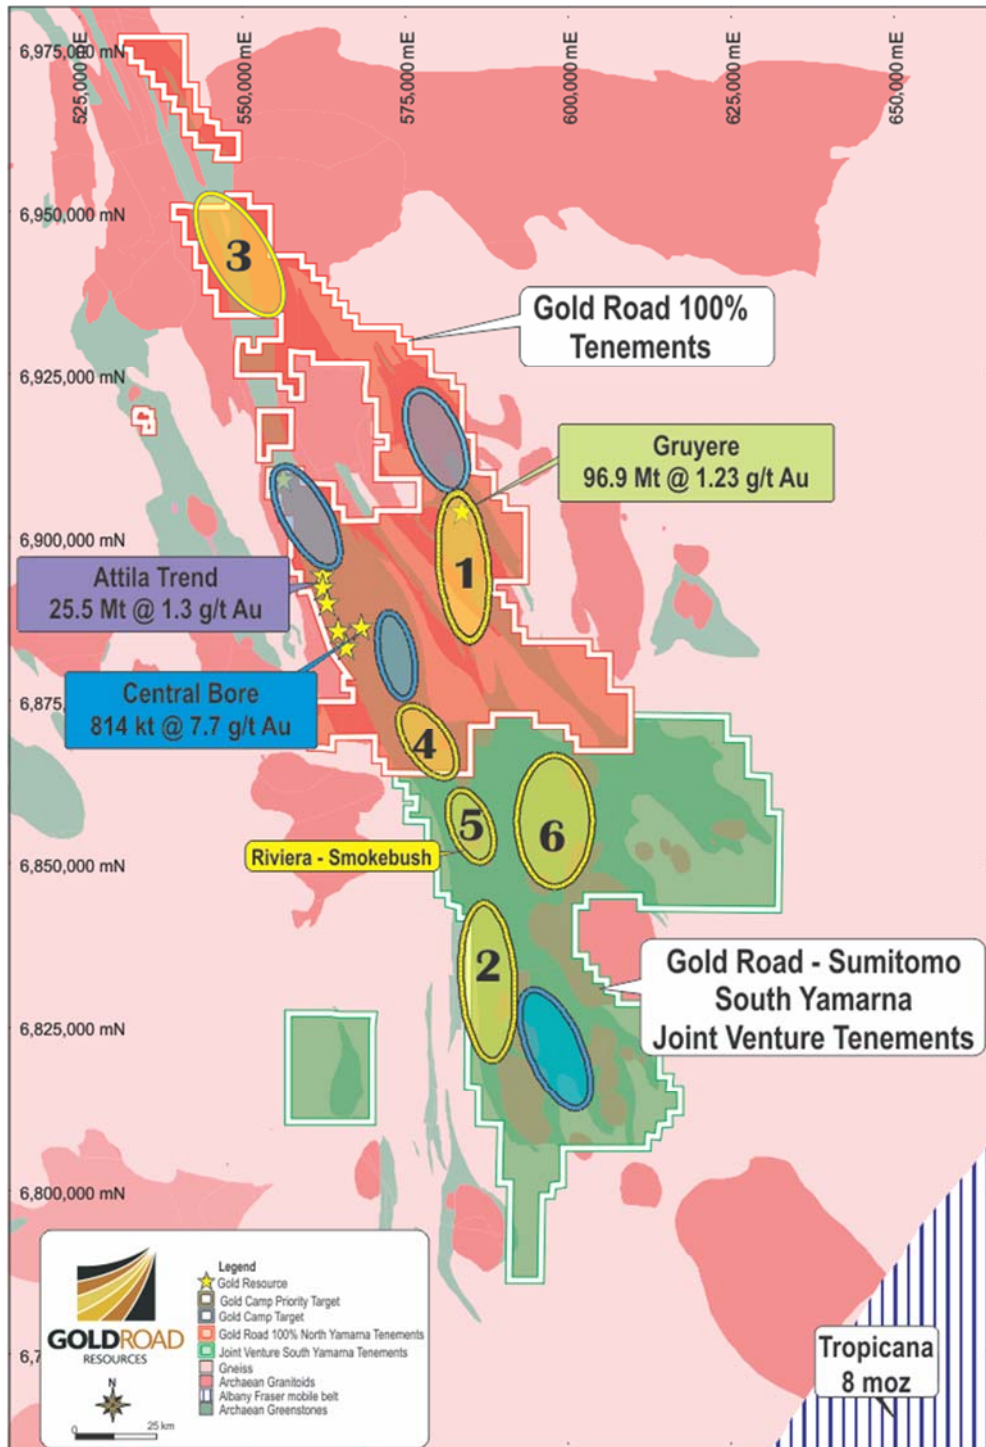 525,000 mE
550,000 mE
575,000 mE
600,000 mE
625,000 mE
650,000 mE
6,975,000 mN
6,950,000 mN
3
Gold Road 100%
Tenements
6,925,000 mN
Gruyere
96.9 Mt @ 1.23 g/t Au
6,900,000 mN
1
Attila Trend
25.5 Mt @ 1.3 g/t Au
Central Bore
814 kt @ 7.7 g/t Au
6,875,
4
5
6
Riviera - Smokebush
6,850,000 mN
2
Gold Road - Sumitomo
South Yamarna
Joint Venture Tenements
6,825,000 mN
6,800,000 mN
6,7
Tropicana
8 moz
GOLDROAD
RESOURCES
N
0
25 km
Legend
Gold Resource
Gold Camp Priority Target
Gold Camp Target
Gold Road 100% North Yamarna Tenements
Joint Venture South Yamarna Tenements
Gneiss
Archaean Granitoids
Albany Fraser mobile belt
Archaean Greenstones